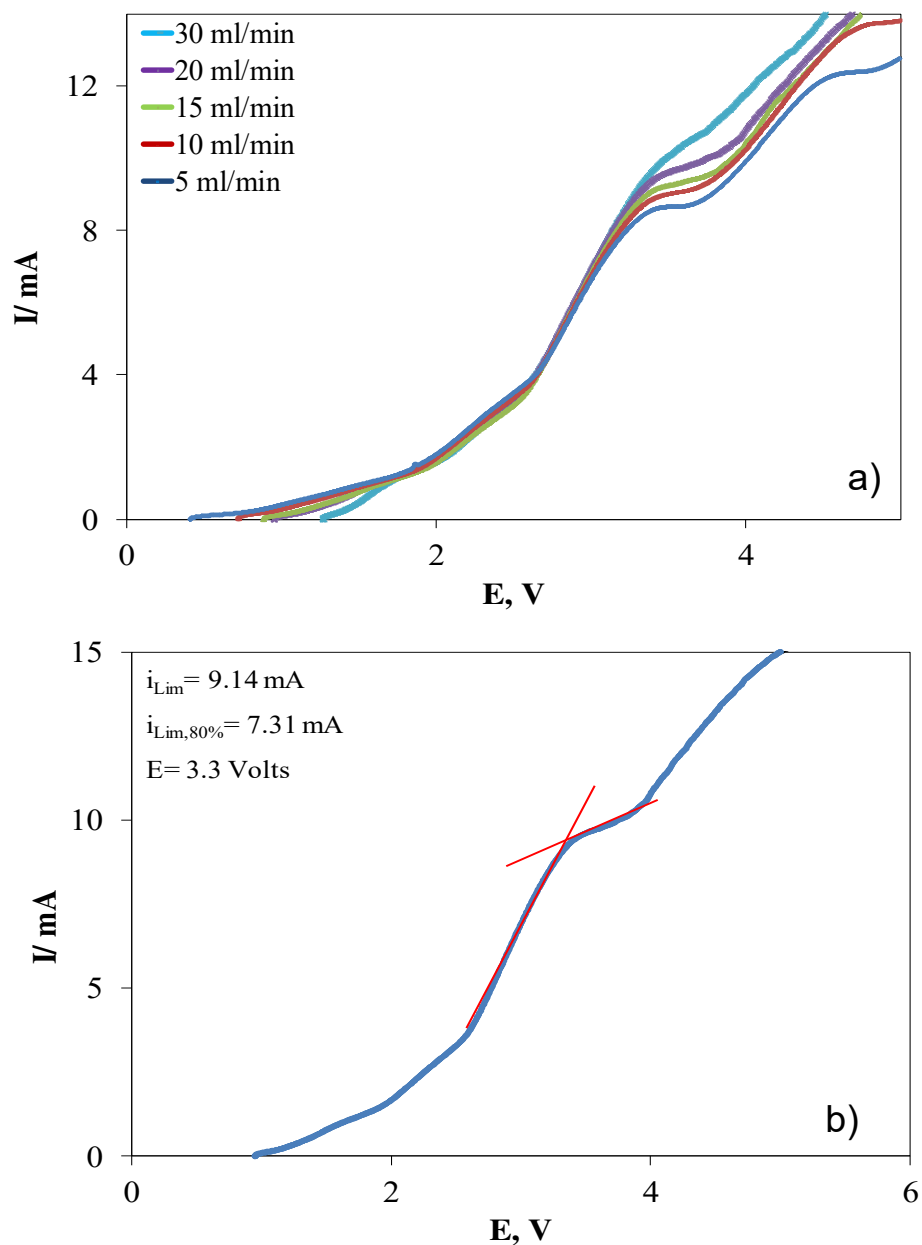 30 ml/min
20 ml/min
15 ml/min
10 ml/min
5 ml/min
12
8
4
0
I/ mA
0
2
4
E, V
a)
i_Lim= 9.14 mA
i_Lim,80%= 7.31 mA
E= 3.3 Volts
15
10
5
0
I/ mA
0
2
4
6
E, V
b)